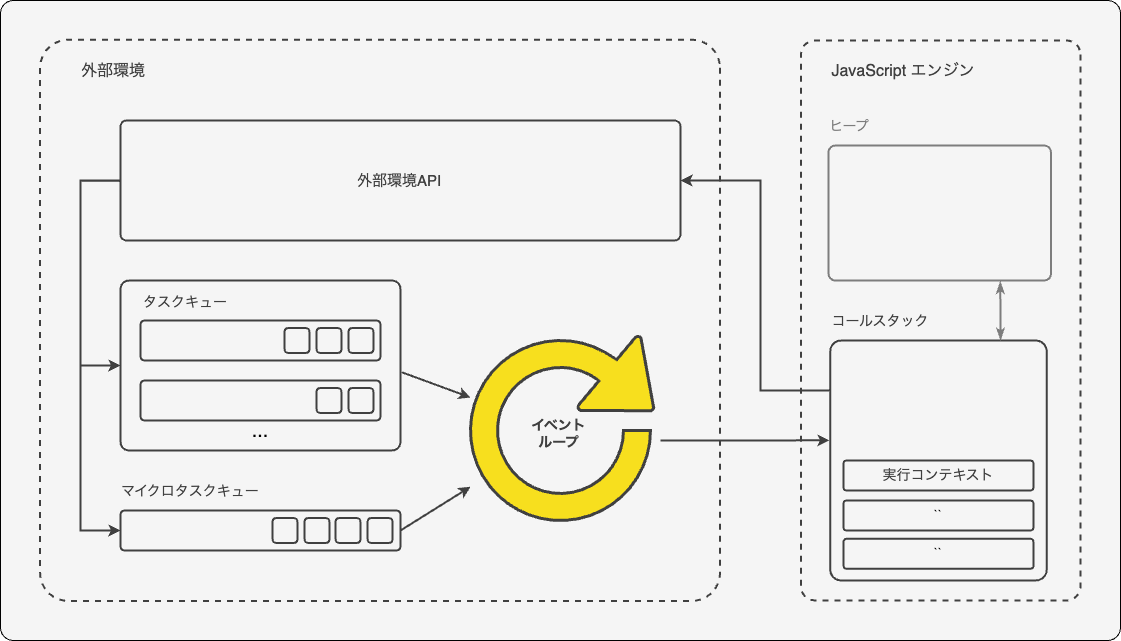 外部環境
外部環境API
タスクキュー
...
マイクロタスクキュー
イベント
ループ
JavaScript エンジン
ヒープ
コールスタック
実行コンテキスト
``
``